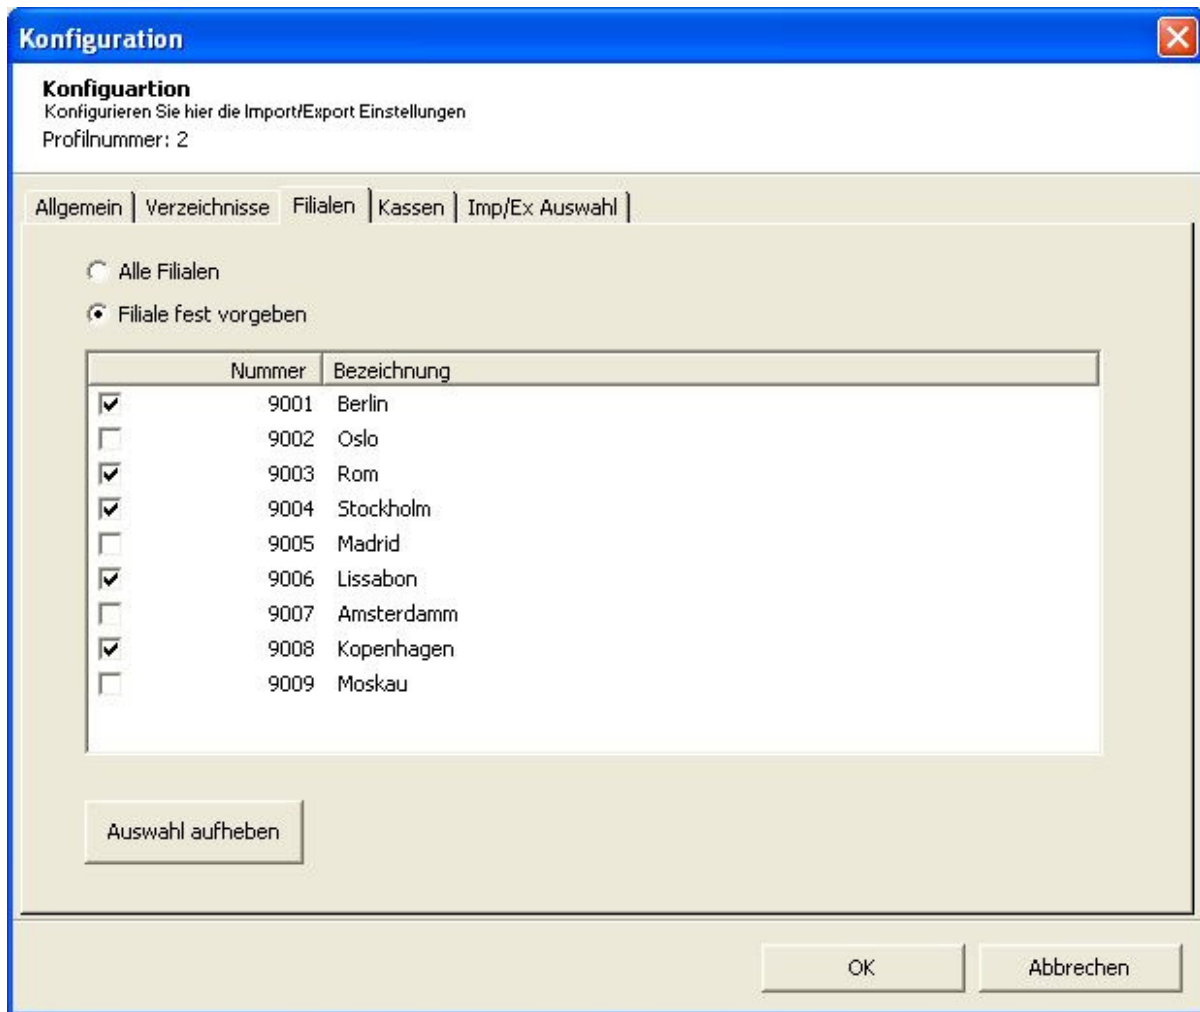 Konfiguration
Konfiguartion
Konfigurieren Sie hier die Import/Export Einstellungen
Profilnummer: 2
Allgemein Verzeichnisse Filialen Kassen Imp/Ex Auswahl
Alle Filialen
Filiale fest vorgeben
Nummer Bezeichnung
9001 Berlin
9002 Oslo
9003 Rom
9004 Stockholm
9005 Madrid
9006 Lissabon
9007 Amsterdamm
9008 Kopenhagen
9009 Moskau
Auswahl aufheben
OK Abbrechen